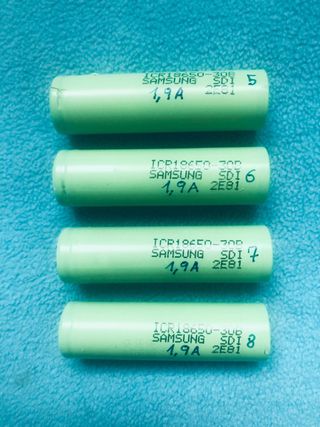 ICR18650-30B
SAMSUNG SDI 5
1,9A 2E81
ICR18650-30B
SAMSUNG SDI 6
1,9A 2E81
ICR18650-30B
SAMSUNG SDI 7
1,9A 2E81
ICR18650-30B
SAMSUNG SDI 8
1,9A 2E81